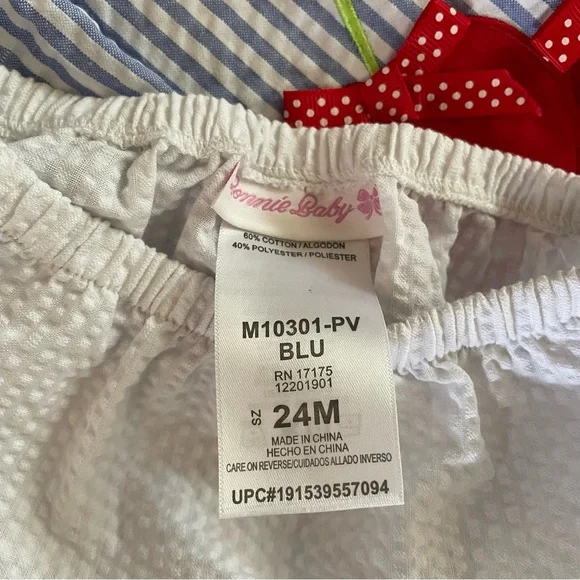 Bonnie Baby
60% COTTON / ALGODON
40% POLYESTER / POLIESTER
M10301-PV
BLU
RN 17175
12201901
SZ 24M
MADE IN CHINA
HECHO EN CHINA
CARE ON REVERSE/CUIDADOS ALLADO INVERSO
UPC#191539557094